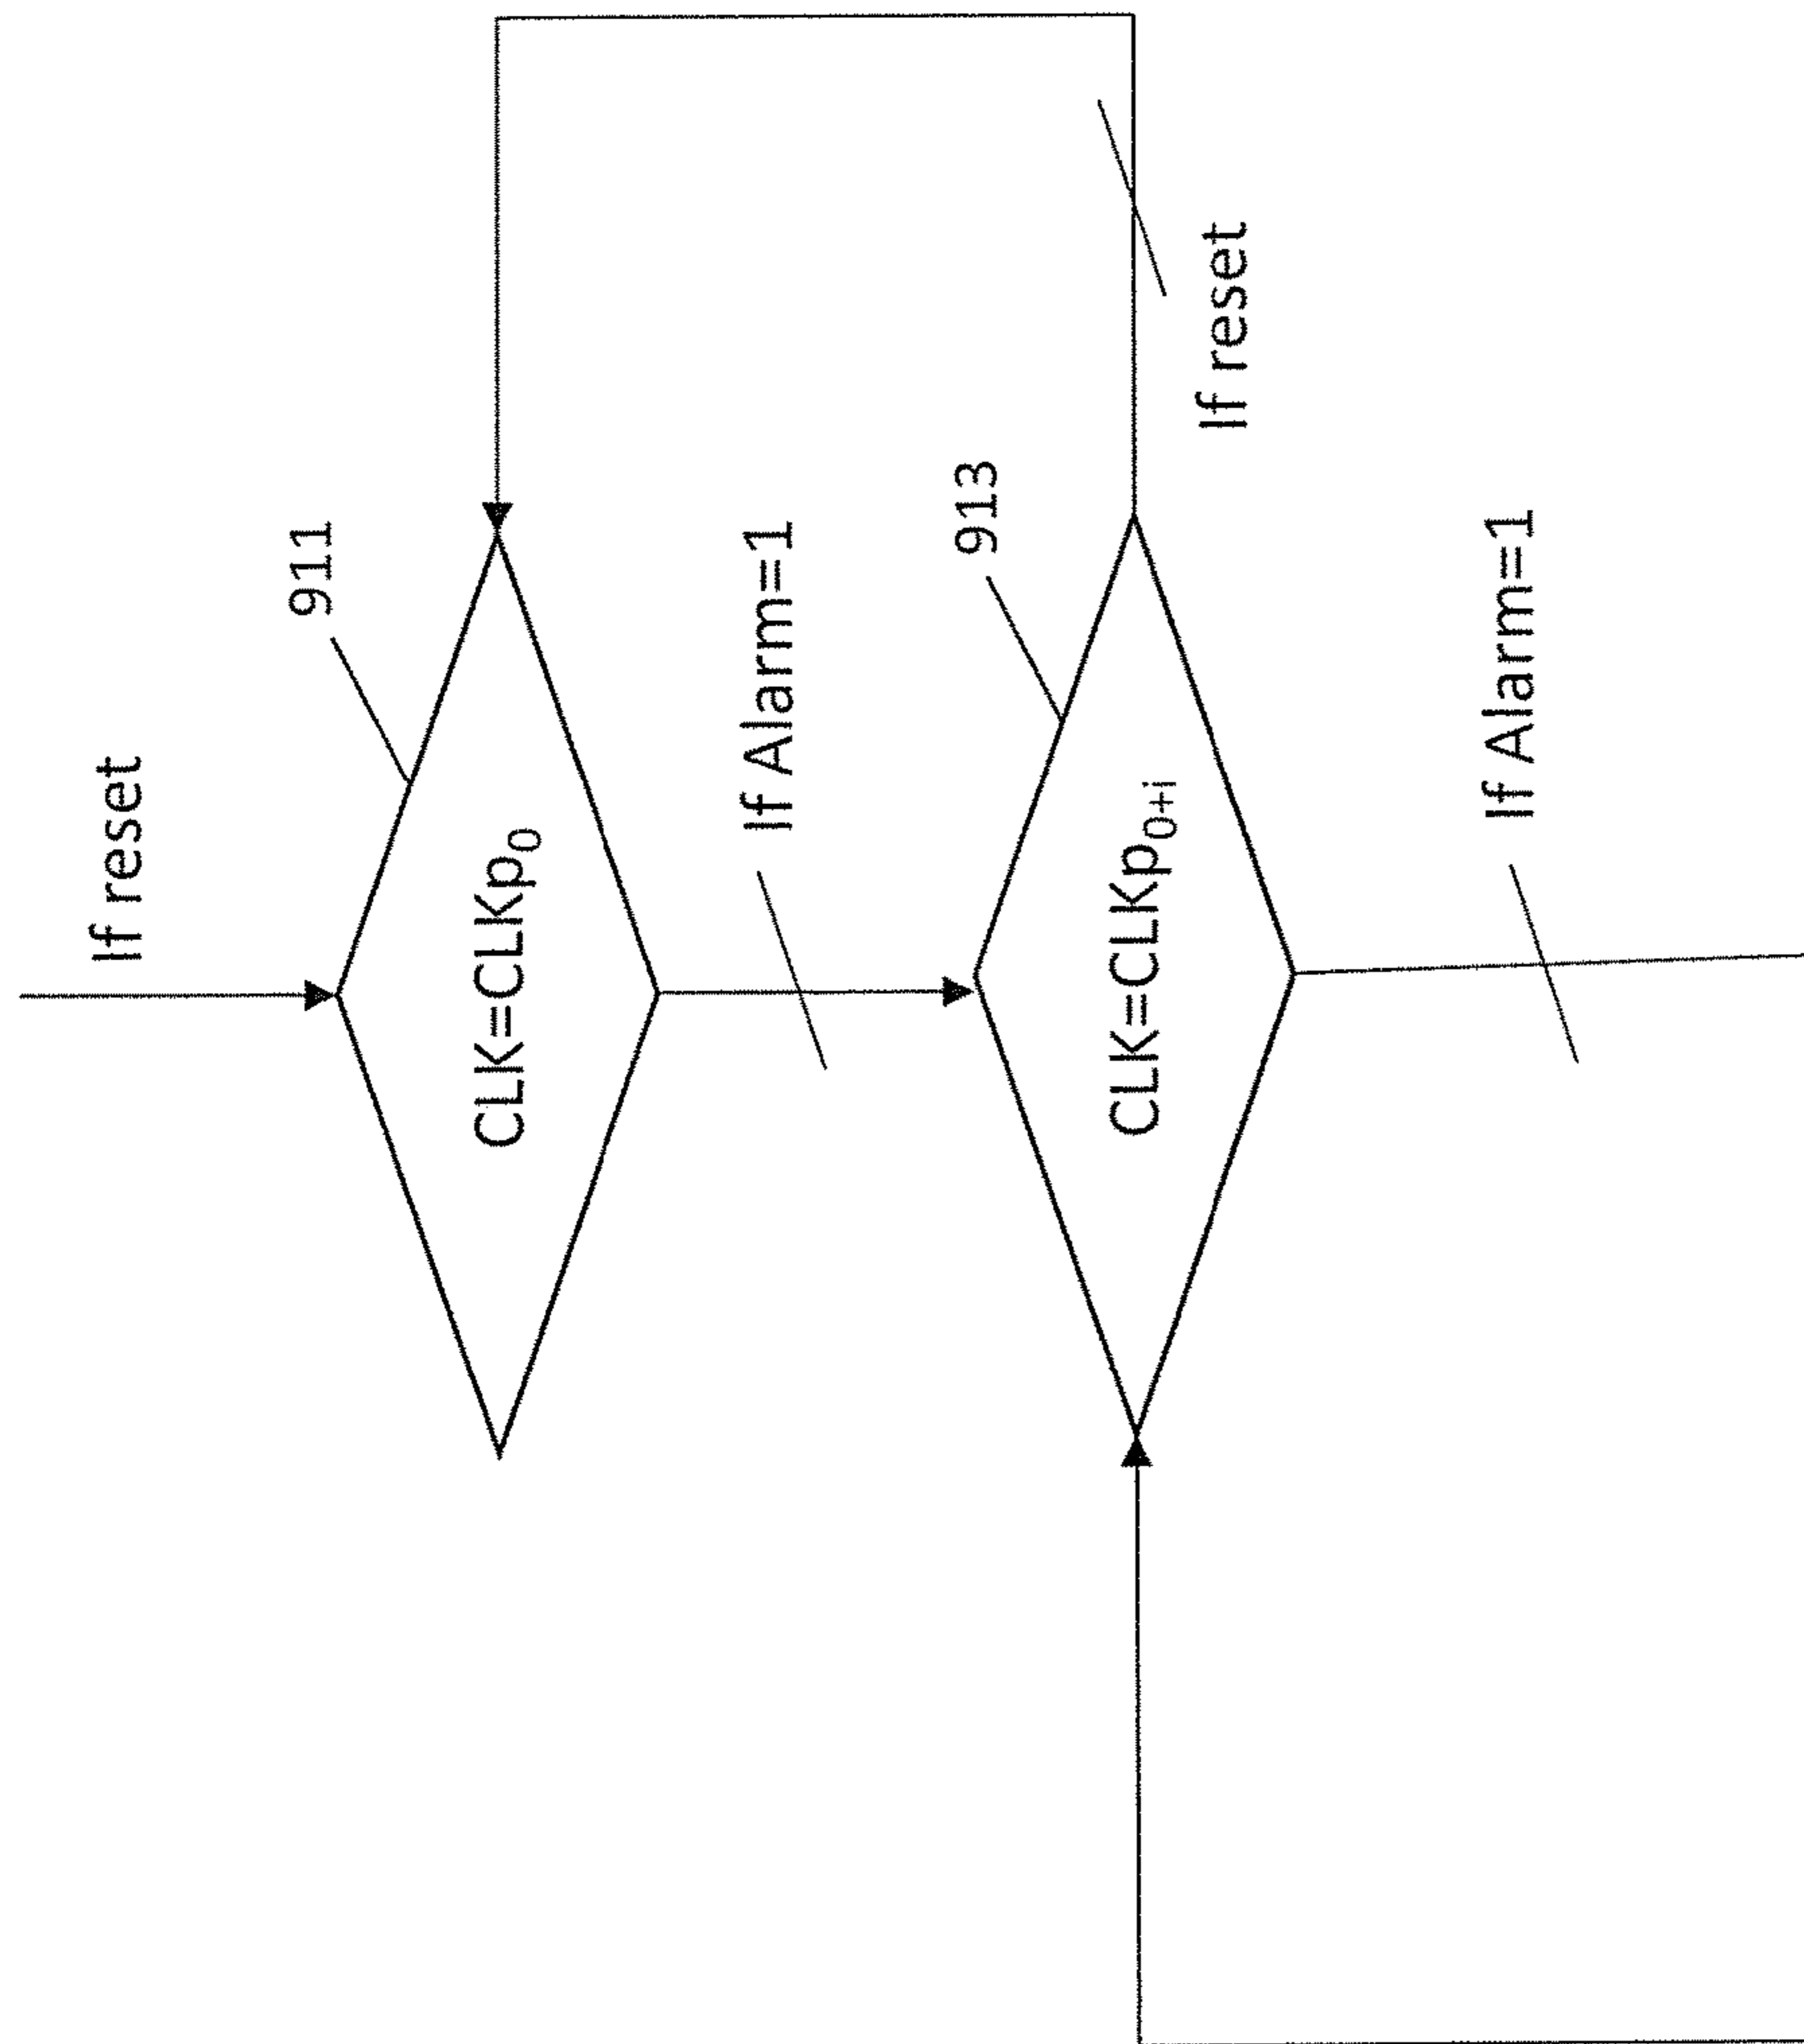 If reset
911
CLK=CLKp₀
If Alarm=1
913
CLK=CLKp₀₊ᵢ
If reset
If Alarm=1